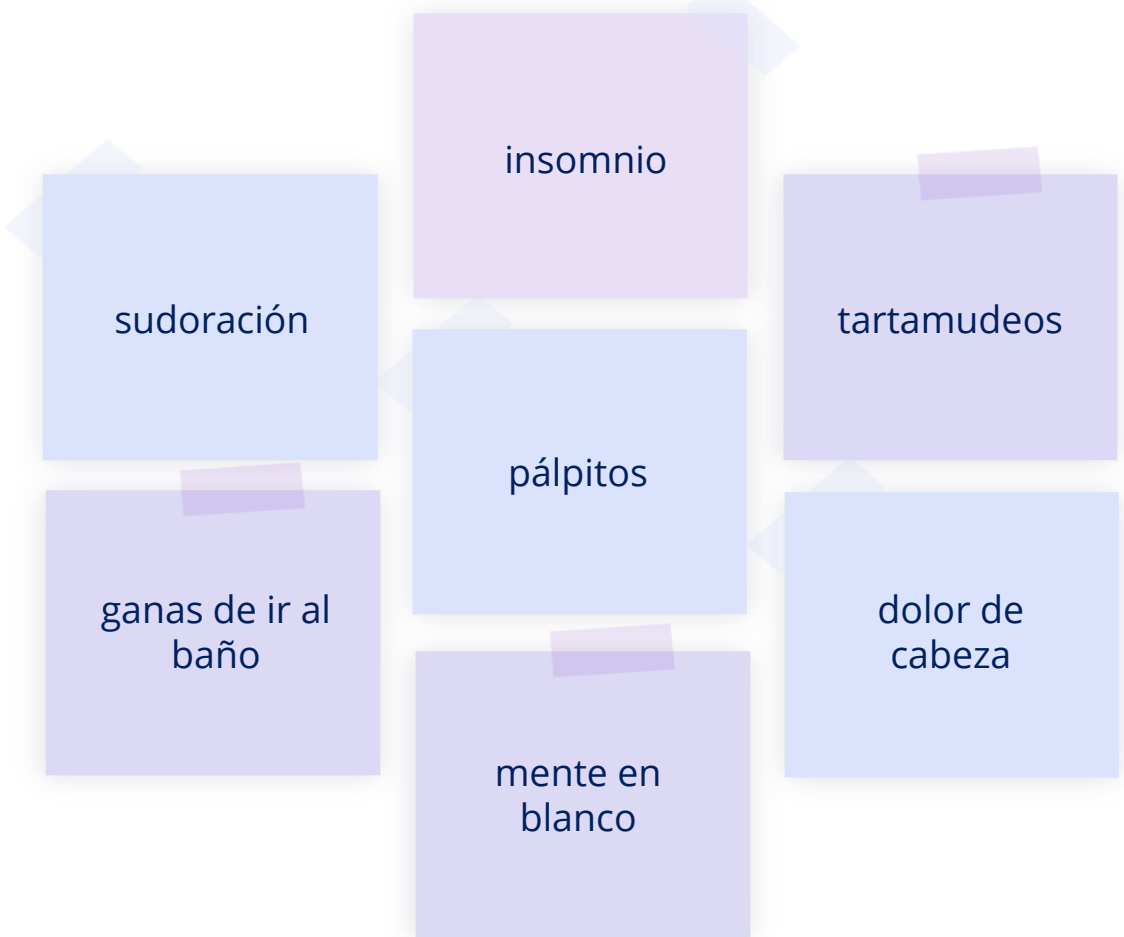 insomnio
sudoración
tartamudeos
pálpitos
ganas de ir al
baño
dolor de
cabeza
mente en
blanco